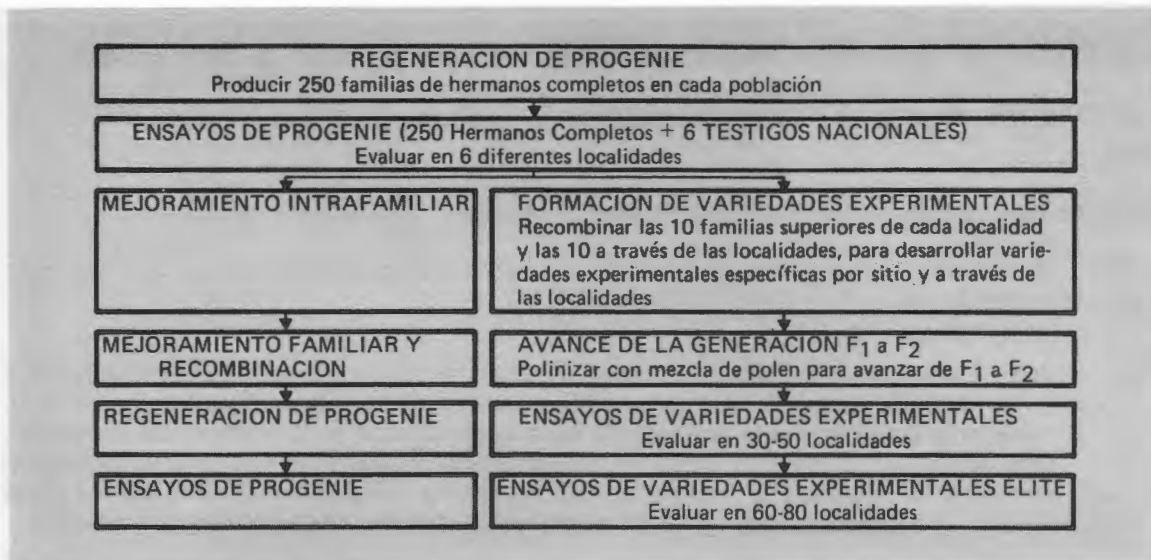 REGENERACION DE PROGENIE
Producir 250 familias de hermanos completos en cada población
ENSAYOS DE PROGENIE (250 Hermanos Completos + 6 TESTIGOS NACIONALES)
Evaluar en 6 diferentes localidades
MEJORAMIENTO INTRAFAMILIAR
FORMACION DE VARIEDADES EXPERIMENTALES
Recombinar las 10 familias superiores de cada localidad
y las 10 a través de las localidades, para desarrollar varie-
dades experimentales específicas por sitio y a través de
las localidades
MEJORAMIENTO FAMILIAR Y
RECOMBINACION
AVANCE DE LA GENERACION F1 a F2
Polinizar con mezcla de polen para avanzar de F1 a F2
REGENERACION DE PROGENIE
ENSAYOS DE VARIEDADES EXPERIMENTALES
Evaluar en 30-50 localidades
ENSAYOS DE PROGENIE
ENSAYOS DE VARIEDADES EXPERIMENTALES ELITE
Evaluar en 60-80 localidades